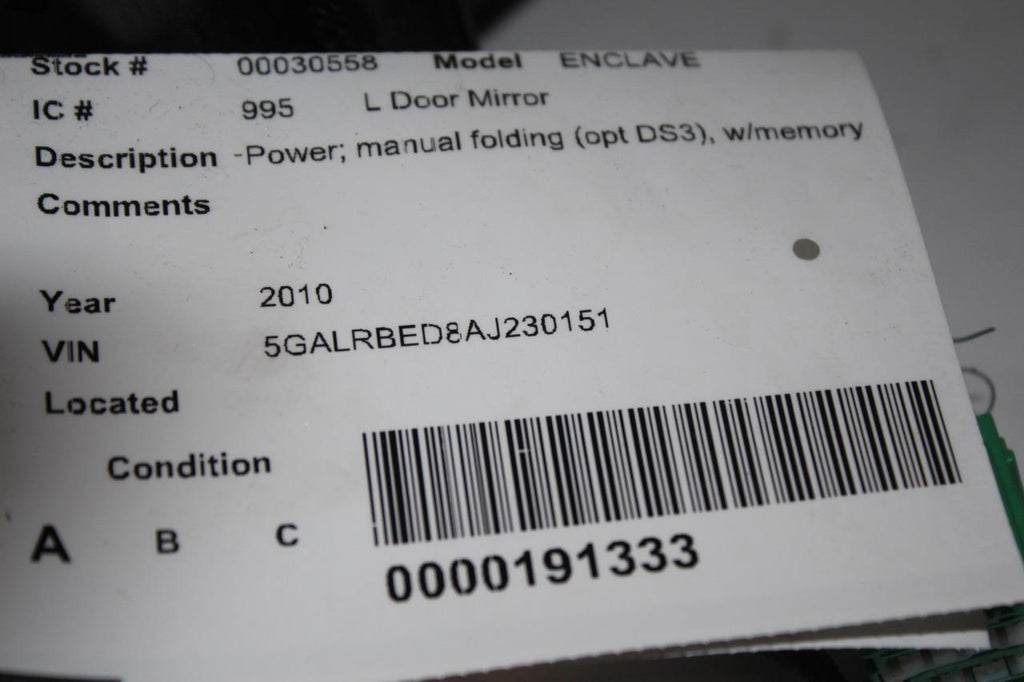 Stock # 00030558 Model ENCLAVE
IC # 995 L Door Mirror
Description -Power; manual folding (opt DS3), w/memory
Comments
Year 2010
VIN 5GALRBED8AJ230151
Located
Condition
A B C
0000191333